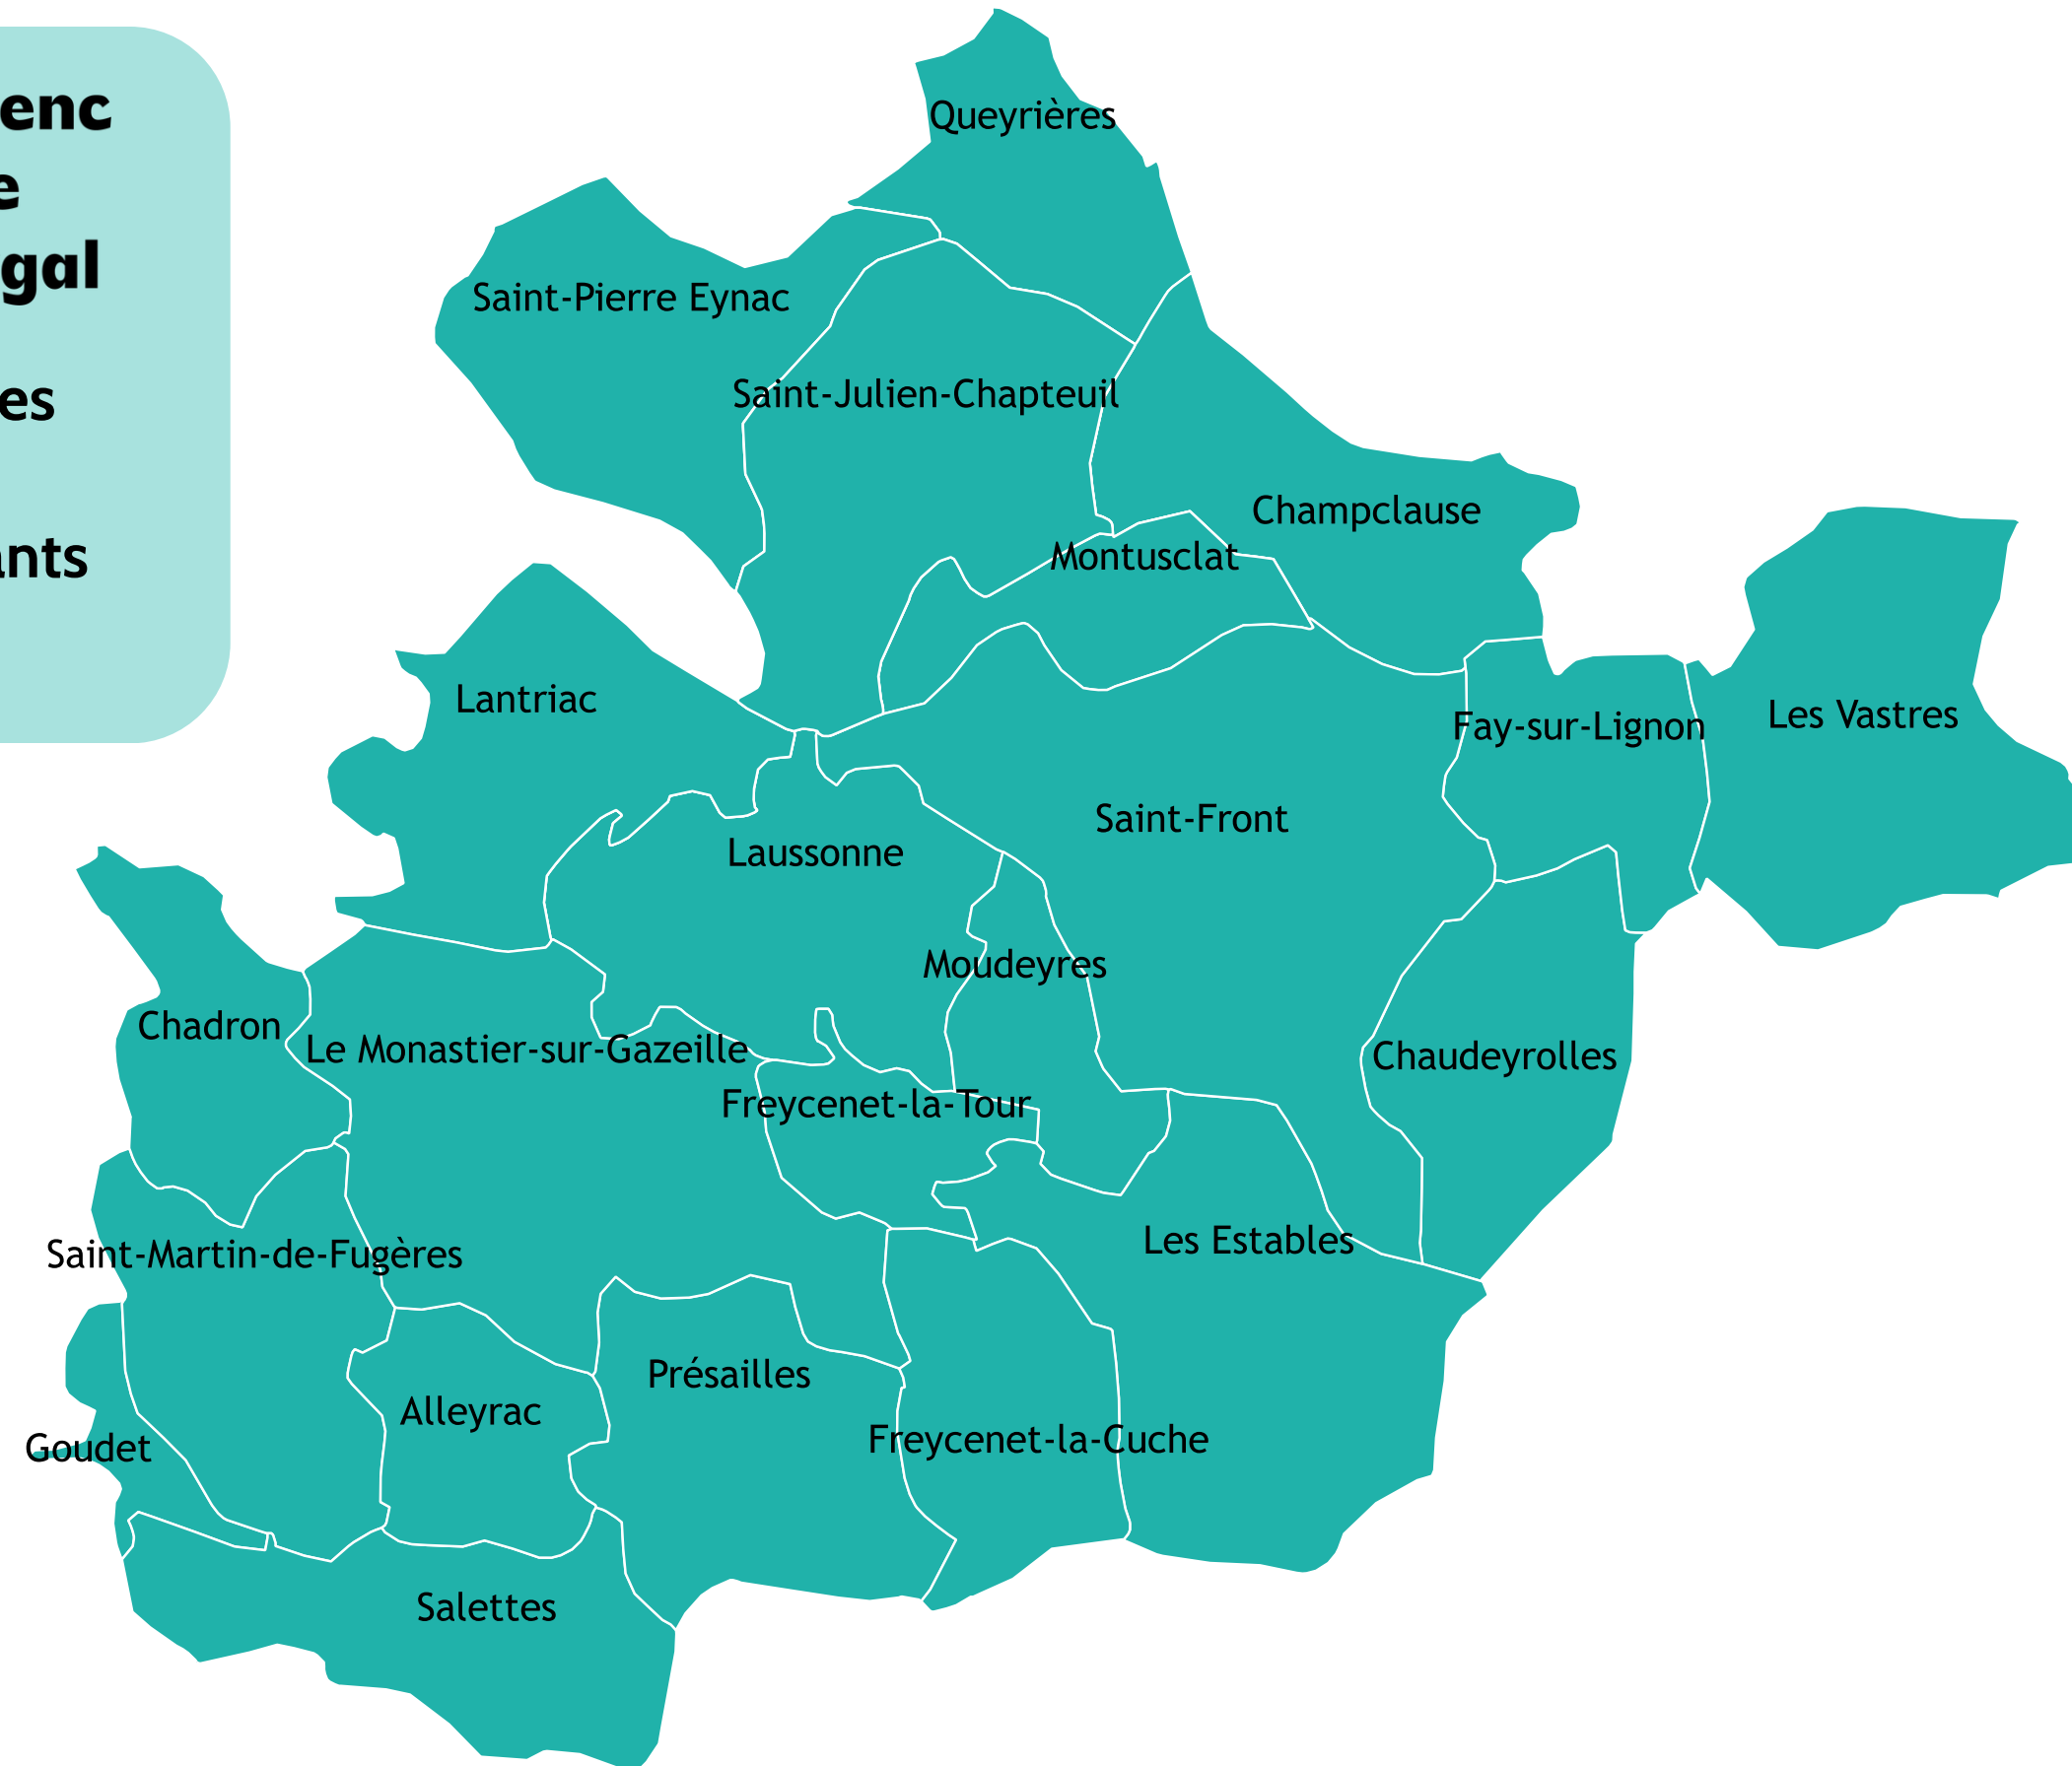 enc
e
gal
es
ants
Queyrières
Saint-Pierre Eynac
Saint-Julien-Chapteuil
Champclause
Montusclat
Lantriac
Fay-sur-Lignon
Les Vastres
Saint-Front
Laussonne
Moudeyres
Chadron
Le Monastier-sur-Gazeille
Chaudeyrolles
Freycenet-la-Tour
Les Estables
Saint-Martin-de-Fugères
Présailles
Alleyrac
Freycenet-la-Cuche
Goudet
Salettes